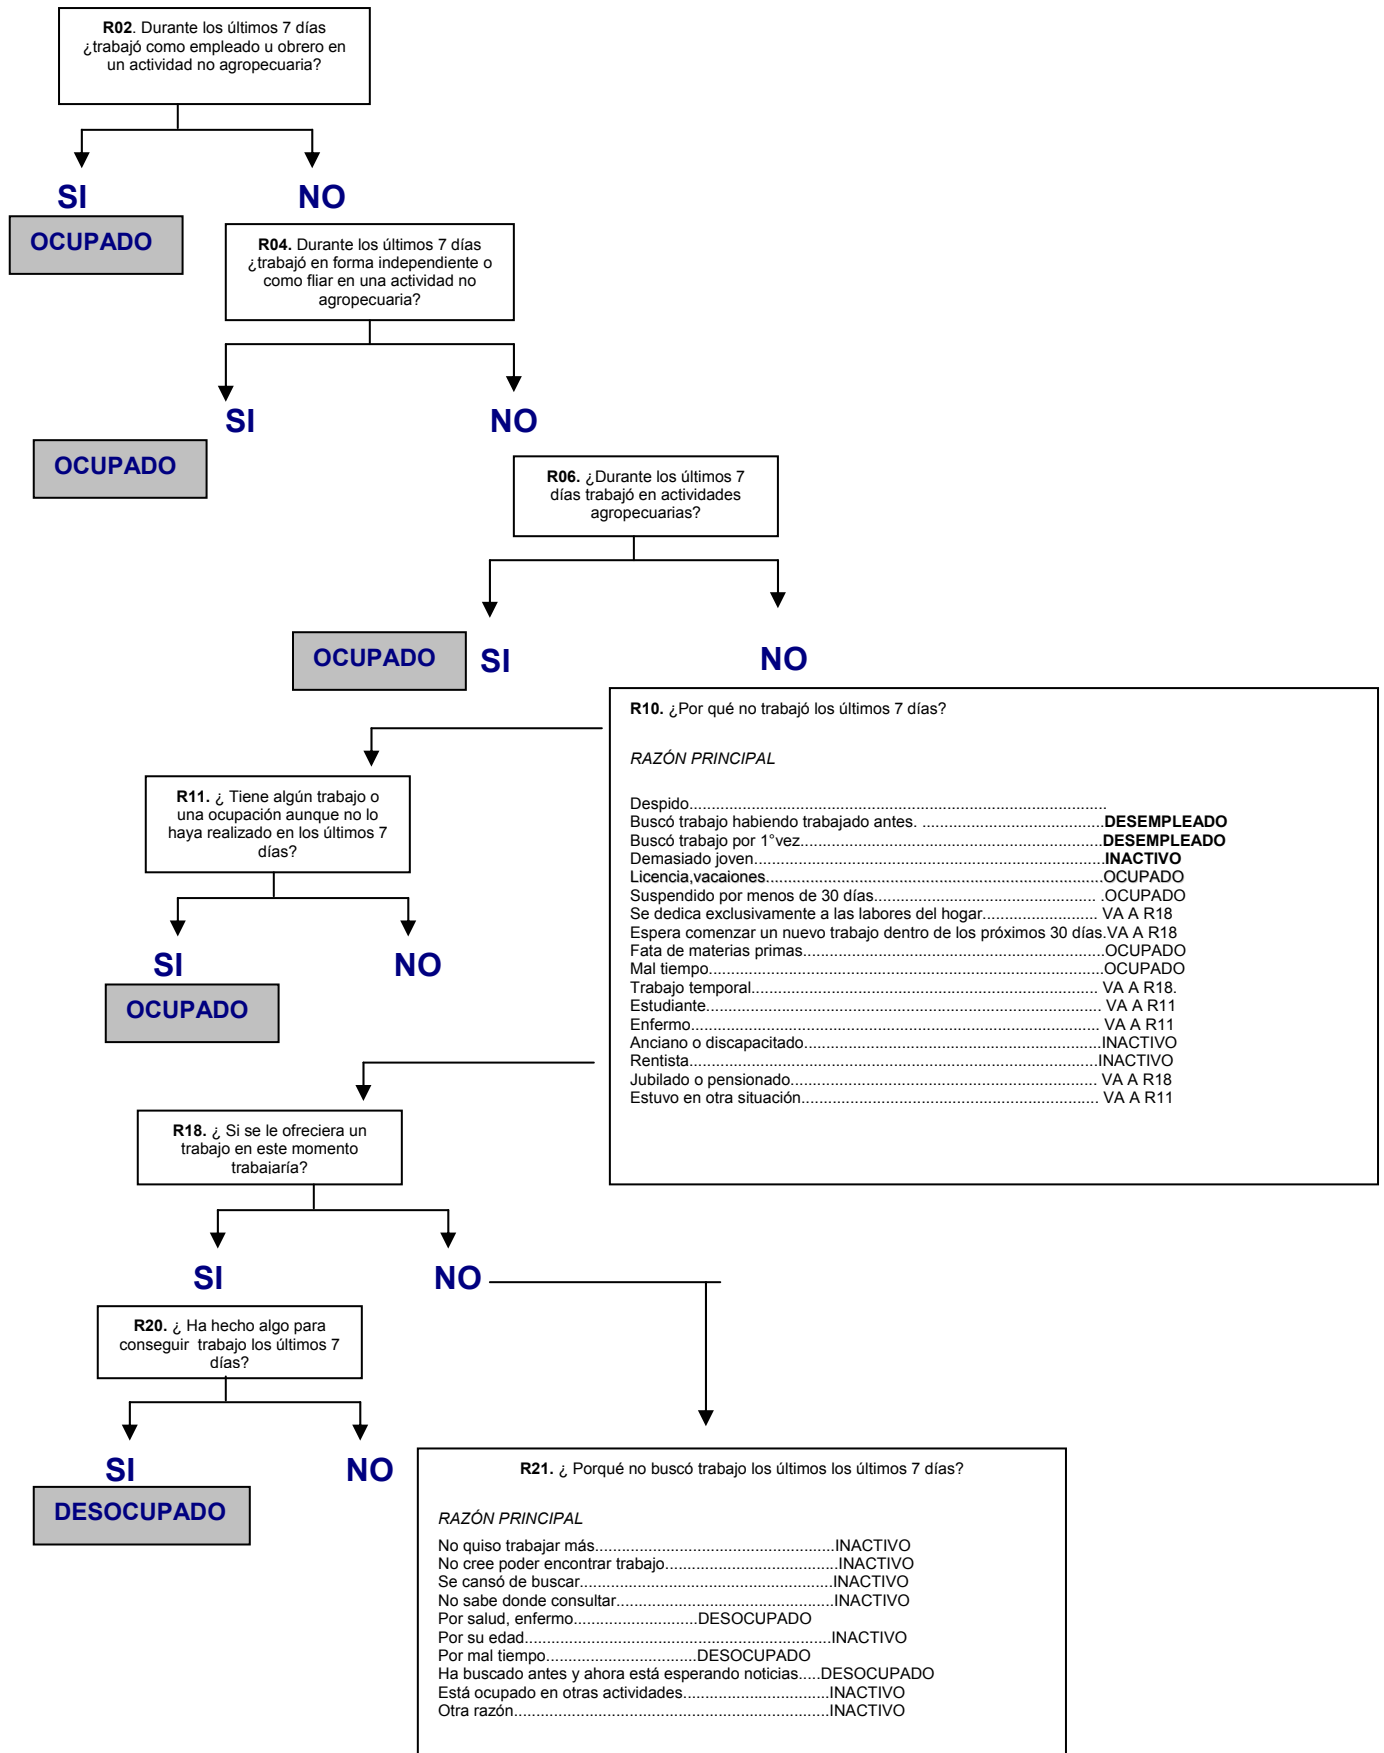 R02. Durante los últimos 7 días
¿trabajó como empleado u obrero en
un actividad no agropecuaria?
SI
NO
OCUPADO
R04. Durante los últimos 7 días
¿trabajó en forma independiente o
como fliar en una actividad no
agropecuaria?
SI
NO
OCUPADO
R06. ¿Durante los últimos 7
días trabajó en actividades
agropecuarias?
OCUPADO
SI
NO
R10. ¿Por qué no trabajó los últimos 7 días?
RAZÓN PRINCIPAL
Despido..............................................................................................
Buscó trabajo habiendo trabajado antes. .........................................DESEMPLEADO
Buscó trabajo por 1°vez....................................................................DESEMPLEADO
Demasiado joven...............................................................................INACTIVO
Licencia,vacaiones............................................................................OCUPADO
Suspendido por menos de 30 días.................................................. .OCUPADO
Se dedica exclusivamente a las labores del hogar.......................... VA A R18
Espera comenzar un nuevo trabajo dentro de los próximos 30 días.VA A R18
Fata de materias primas....................................................................OCUPADO
Mal tiempo.........................................................................................OCUPADO
Trabajo temporal.............................................................................. VA A R18.
Estudiante......................................................................................... VA A R11
Enfermo............................................................................................ VA A R11
Anciano o discapacitado...................................................................INACTIVO
Rentista.............................................................................................INACTIVO
Jubilado o pensionado..................................................................... VA A R18
Estuvo en otra situación................................................................... VA A R11
R11. ¿ Tiene algún trabajo o
una ocupación aunque no lo
haya realizado en los últimos 7
días?
SI
NO
OCUPADO
R18. ¿ Si se le ofreciera un
trabajo en este momento
trabajaría?
SI
NO
R20. ¿ Ha hecho algo para
conseguir trabajo los últimos 7
días?
SI
NO
DESOCUPADO
R21. ¿ Porqué no buscó trabajo los últimos los últimos 7 días?
RAZÓN PRINCIPAL
No quiso trabajar más......................................................INACTIVO
No cree poder encontrar trabajo......................................INACTIVO
Se cansó de buscar.........................................................INACTIVO
No sabe donde consultar.................................................INACTIVO
Por salud, enfermo............................DESOCUPADO
Por su edad.....................................................................INACTIVO
Por mal tiempo..................................DESOCUPADO
Ha buscado antes y ahora está esperando noticias.....DESOCUPADO
Está ocupado en otras actividades.................................INACTIVO
Otra razón.......................................................................INACTIVO